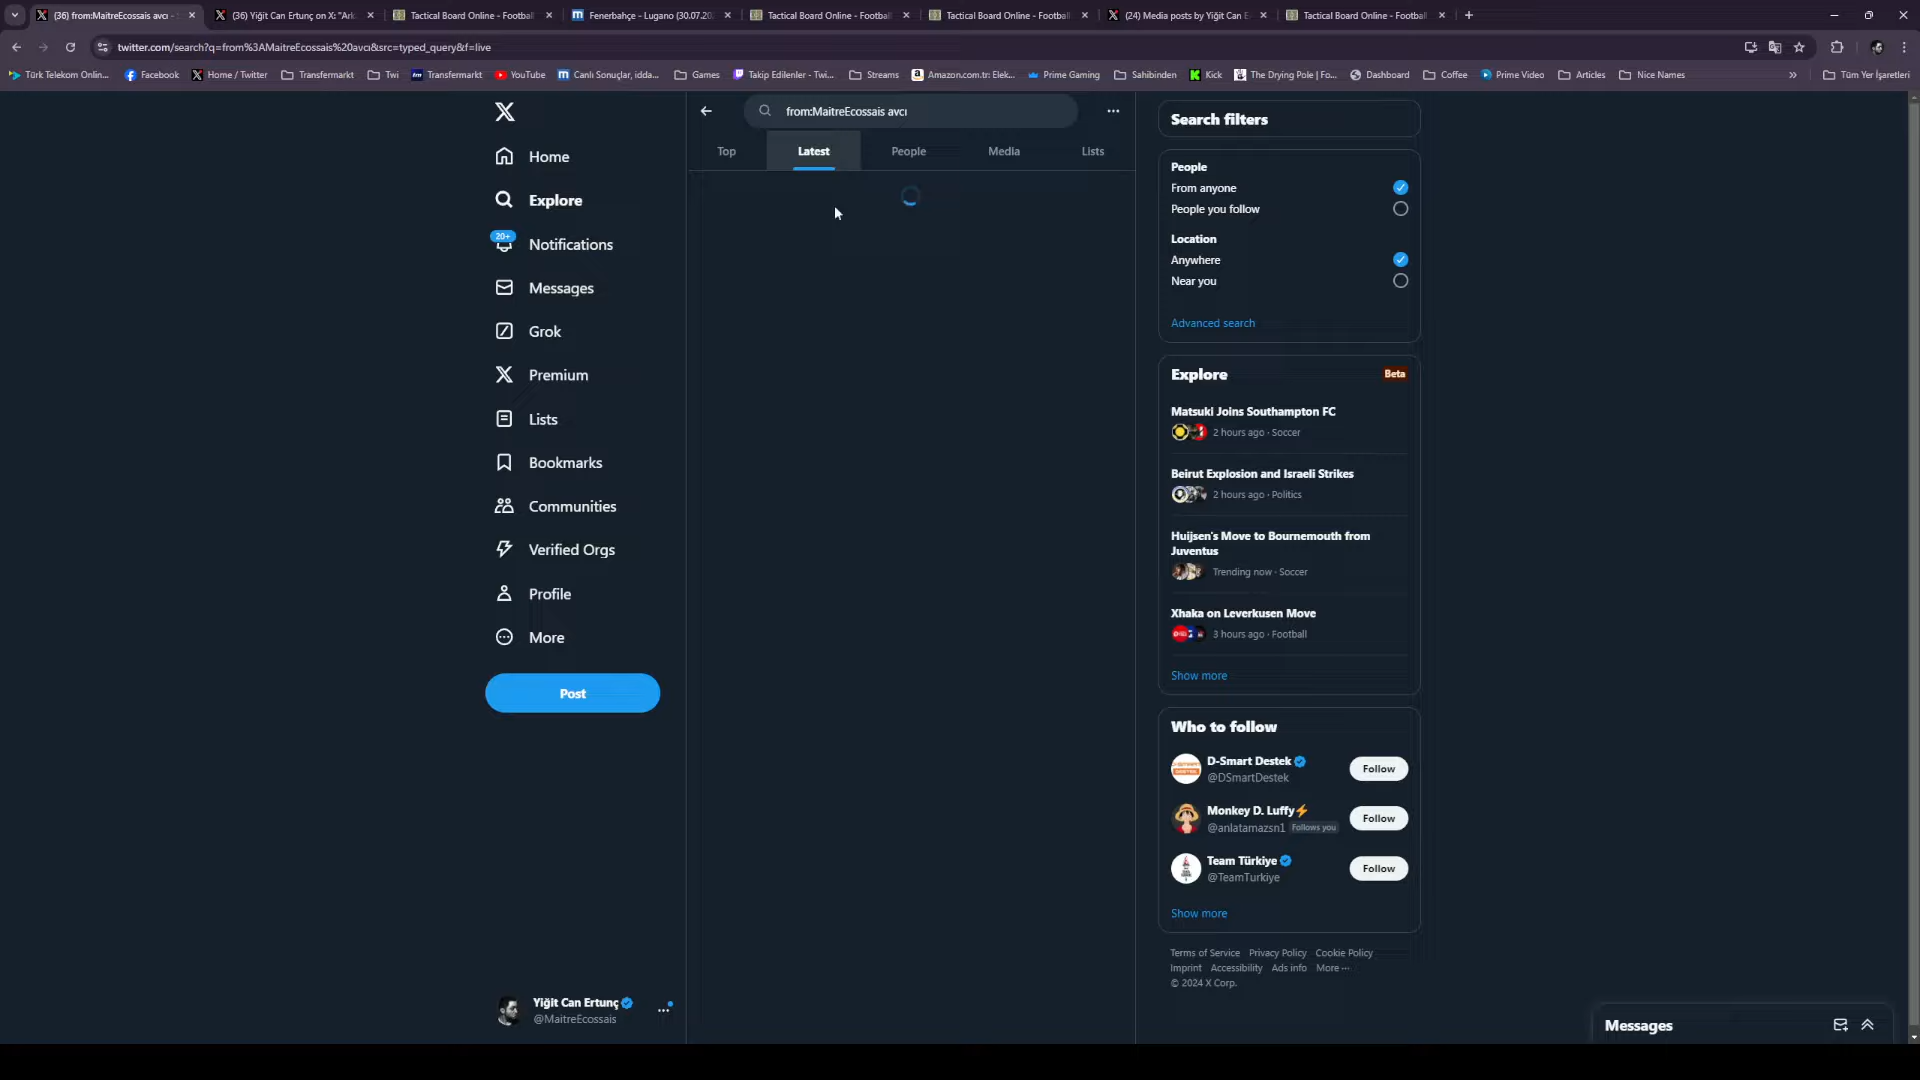 (36) from:MaitreEcossais avcı - S
(36) Yiğit Can Ertunç on X: "Ark
Tactical Board Online - Football
Fenerbahçe - Lugano (30.07.20
Tactical Board Online - Football
Tactical Board Online - Football
(24) Media posts by Yiğit Can E
Tactical Board Online - Football
twitter.com/search?q=from%3AMaitreEcossais%20avcı&src=typed_query&f=live
Türk Telekom Onlin...
Facebook
Home / Twitter
Transfermarkt
Twi
Transfermarkt
YouTube
Canlı Sonuçlar, idda...
Games
Takip Edilenler - Twi...
Streams
Amazon.com.tr: Elek...
Prime Gaming
Sahibinden
Kick
The Drying Pole | Fo...
Dashboard
Coffee
Prime Video
Articles
Nice Names
»
Tüm Yer İşaretleri
from:MaitreEcossais avcı
Top
Latest
People
Media
Lists
Home
Explore
20+
Notifications
Messages
Grok
Premium
Lists
Bookmarks
Communities
Verified Orgs
Profile
More
Post
Yiğit Can Ertunç
@MaitreEcossais
Search filters
People
From anyone
People you follow
Location
Anywhere
Near you
Advanced search
Explore
Beta
Matsuki Joins Southampton FC
2 hours ago · Soccer
Beirut Explosion and Israeli Strikes
2 hours ago · Politics
Huijsen's Move to Bournemouth from
Juventus
Trending now · Soccer
Xhaka on Leverkusen Move
3 hours ago · Football
Show more
Who to follow
D-Smart Destek
@DSmartDestek
Follow
Monkey D. Luffy⚡
@anlatamazsn1 Follows you
Follow
Team Türkiye
@TeamTurkiye
Follow
Show more
Terms of Service Privacy Policy Cookie Policy
Imprint Accessibility Ads info More ···
© 2024 X Corp.
Messages